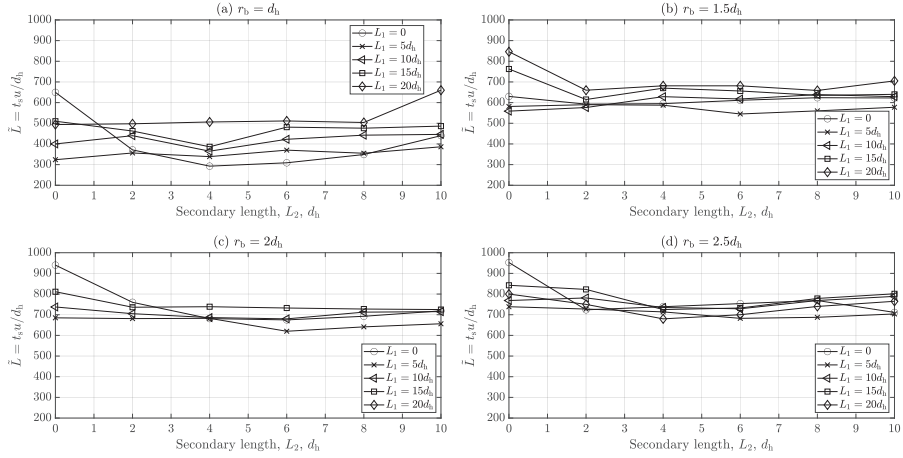 (a) r_b = d_h
1000
900
800
700
600
500
400
300
200
L̃ = t_s u/d_h
0 1 2 3 4 5 6 7 8 9 10
Secondary length, L_2, d_h
L_1 = 0
L_1 = 5d_h
L_1 = 10d_h
L_1 = 15d_h
L_1 = 20d_h
(b) r_b = 1.5d_h
1000
900
800
700
600
500
400
300
200
L̃ = t_s u/d_h
0 1 2 3 4 5 6 7 8 9 10
Secondary length, L_2, d_h
L_1 = 0
L_1 = 5d_h
L_1 = 10d_h
L_1 = 15d_h
L_1 = 20d_h
(c) r_b = 2d_h
1000
900
800
700
600
500
400
300
200
L̃ = t_s u/d_h
0 1 2 3 4 5 6 7 8 9 10
Secondary length, L_2, d_h
L_1 = 0
L_1 = 5d_h
L_1 = 10d_h
L_1 = 15d_h
L_1 = 20d_h
(d) r_b = 2.5d_h
1000
900
800
700
600
500
400
300
200
L̃ = t_s u/d_h
0 1 2 3 4 5 6 7 8 9 10
Secondary length, L_2, d_h
L_1 = 0
L_1 = 5d_h
L_1 = 10d_h
L_1 = 15d_h
L_1 = 20d_h